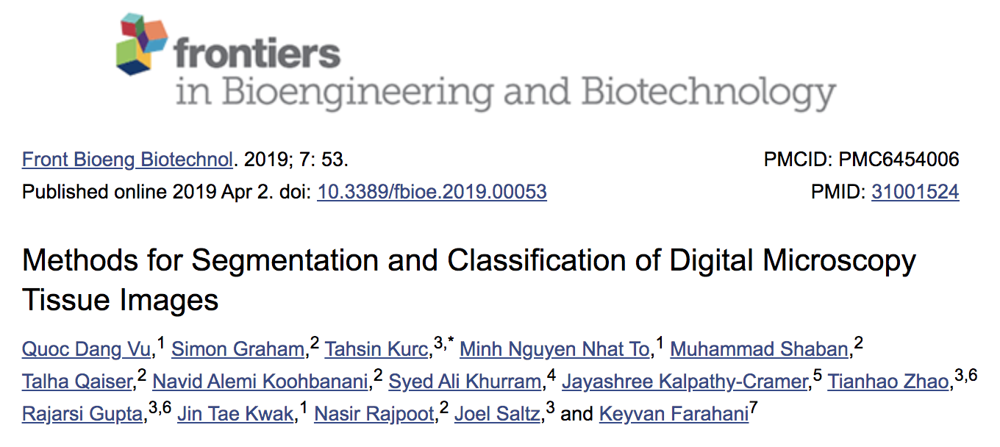 frontiers
in Bioengineering and Biotechnology
Front Bioeng Biotechnol. 2019; 7: 53.
PMCID: PMC6454006
Published online 2019 Apr 2. doi: 10.3389/fbioe.2019.00053
PMID: 31001524
Methods for Segmentation and Classification of Digital Microscopy
Tissue Images
Quoc Dang Vu,1 Simon Graham,2 Tahsin Kurc,3,* Minh Nguyen Nhat To,1 Muhammad Shaban,2
Talha Qaiser,2 Navid Alemi Koohbanani,2 Syed Ali Khurram,4 Jayashree Kalpathy-Cramer,5 Tianhao Zhao,3,6
Rajarsi Gupta,3,6 Jin Tae Kwak,1 Nasir Rajpoot,2 Joel Saltz,3 and Keyvan Farahani7